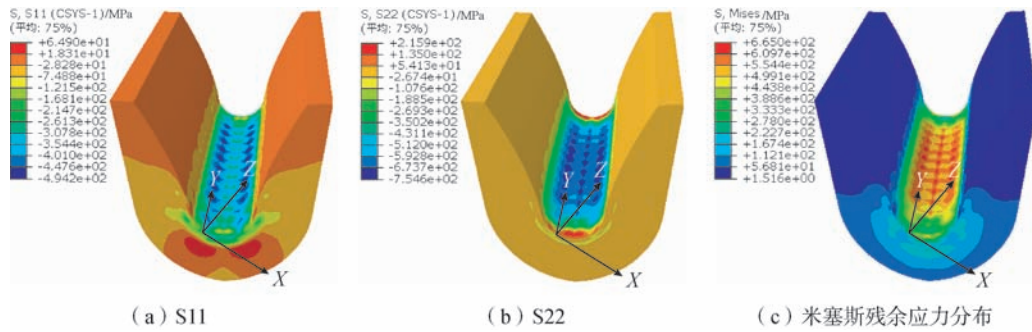 S, S11 (CSYS-1)/MPa
(平均: 75%)
+6.490e+01
+1.831e+01
-2.828e+01
-7.488e+01
-1.215e+02
-1.681e+02
-2.147e+02
-2.613e+02
-3.078e+02
-3.544e+02
-4.010e+02
-4.476e+02
-4.942e+02
Y
Z
X
(a) S11
S, S22 (CSYS-1)/MPa
(平均: 75%)
+2.159e+02
+1.350e+02
+5.413e+01
-2.674e+01
-1.076e+02
-1.885e+02
-2.693e+02
-3.502e+02
-4.311e+02
-5.120e+02
-5.928e+02
-6.737e+02
-7.546e+02
Y
Z
X
(b) S22
S, Mises/MPa
(平均: 75%)
+6.650e+02
+6.097e+02
+5.544e+02
+4.991e+02
+4.438e+02
+3.886e+02
+3.333e+02
+2.780e+02
+2.227e+02
+1.674e+02
+1.121e+02
+5.681e+01
+1.516e+00
Y
Z
X
(c) 米塞斯残余应力分布